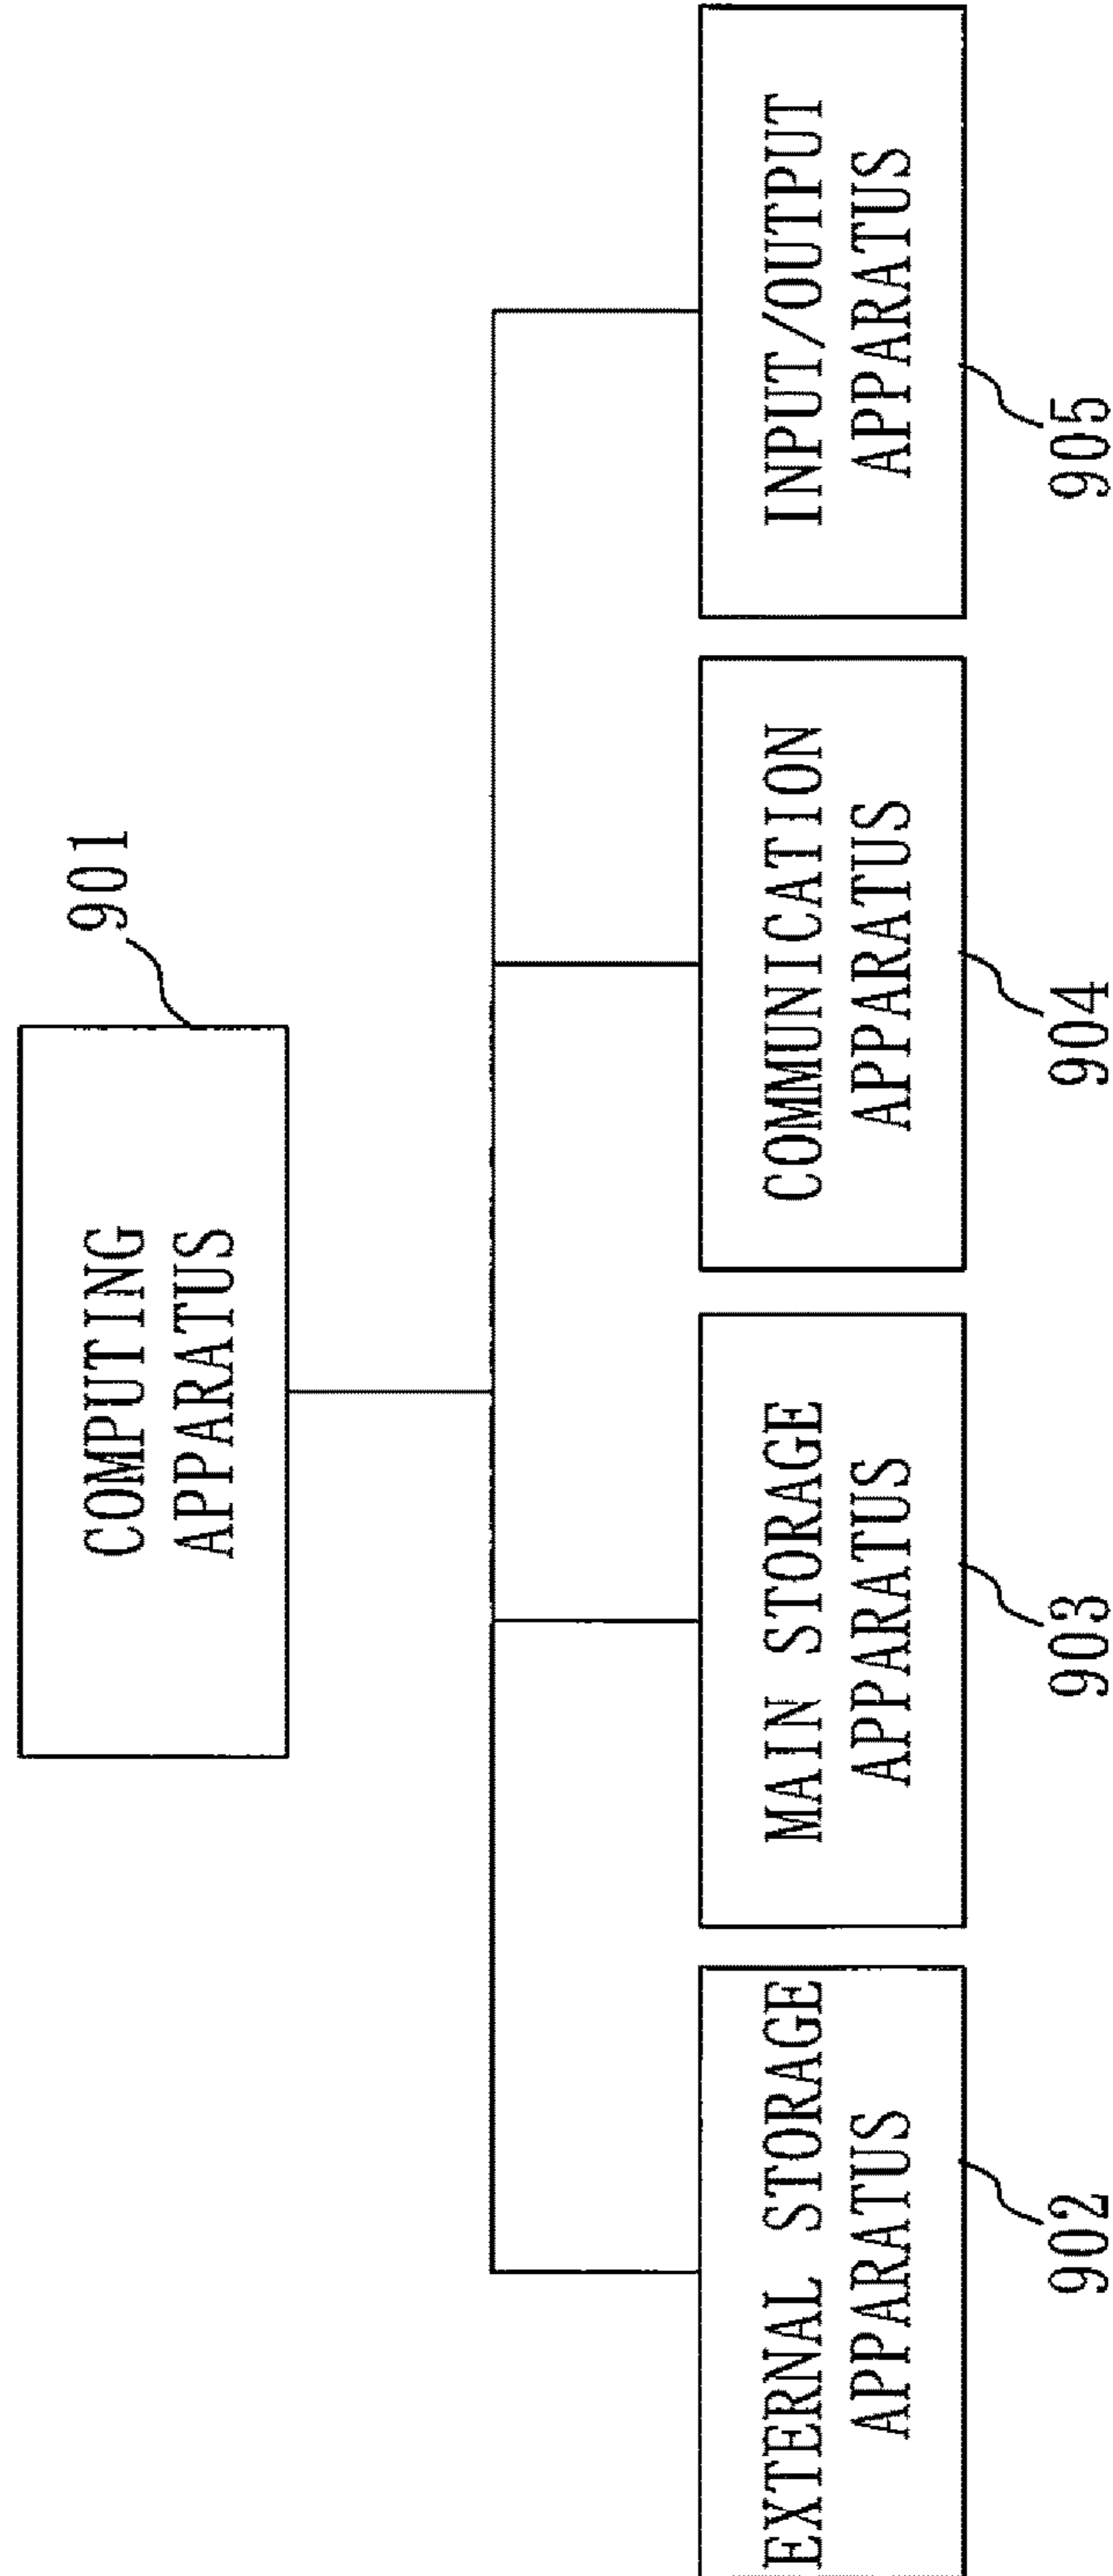 901
COMPUTING
APPARATUS
EXTERNAL STORAGE
APPARATUS
902
MAIN STORAGE
APPARATUS
903
COMMUNICATION
APPARATUS
904
INPUT/OUTPUT
APPARATUS
905